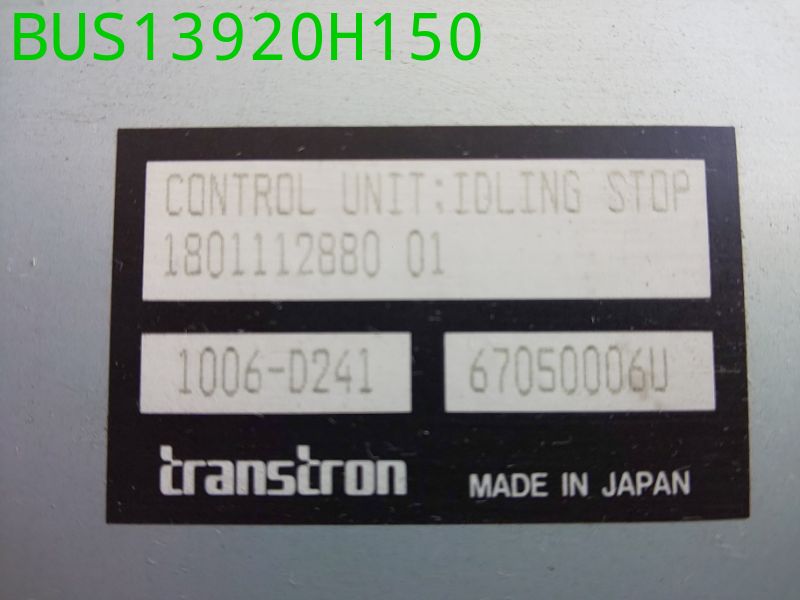 BUS13920H150
CONTROL UNIT:IDLING STOP
1801112880 01
1006-D241
67050006U
transtron
MADE IN JAPAN